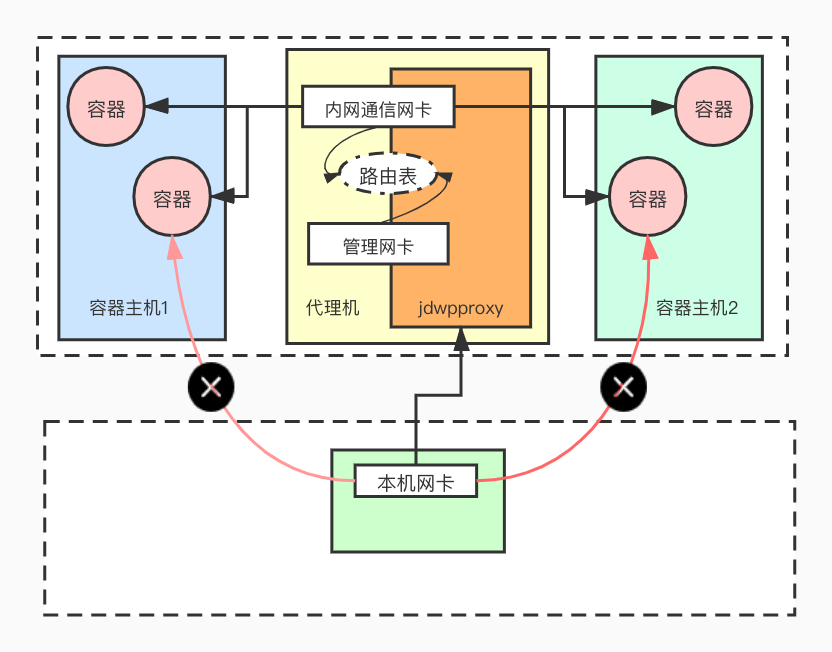 容器
内网通信网卡
容器
路由表
容器
容器
管理网卡
容器主机1
代理机
jdwpproxy
容器主机2
本机网卡